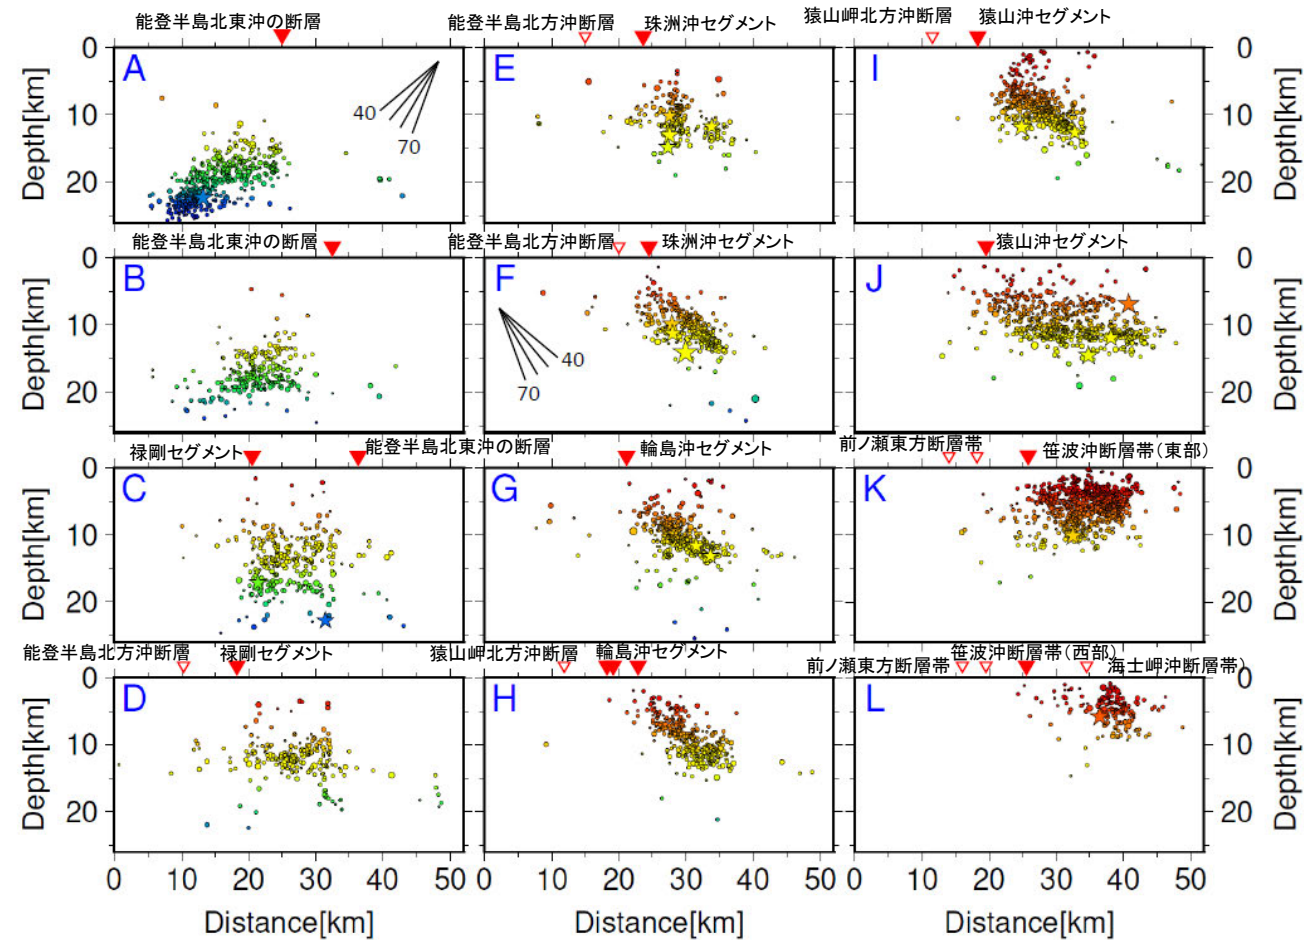 能登半島北東沖の断層
能登半島北方沖断層 珠洲沖セグメント
猿山岬北方沖断層 猿山沖セグメント
Depth[km]
0
10
20
A
40
70
E
I
0
10
20
Depth[km]
能登半島北東沖の断層
能登半島北方沖断層 珠洲沖セグメント
猿山沖セグメント
Depth[km]
0
10
20
B
F
40
70
J
0
10
20
Depth[km]
禄剛セグメント 能登半島北東沖の断層
輪島沖セグメント
前ノ瀬東方断層帯 笹波沖断層帯(東部)
Depth[km]
0
10
20
C
G
K
0
10
20
Depth[km]
能登半島北方沖断層 禄剛セグメント
猿山岬北方沖断層 輪島沖セグメント
笹波沖断層帯(西部)
前ノ瀬東方断層帯 海士岬沖断層帯)
Depth[km]
0
10
20
D
H
L
0
10
20
Depth[km]
0 10 20 30 40 50
0 10 20 30 40 50
0 10 20 30 40 50
Distance[km]
Distance[km]
Distance[km]